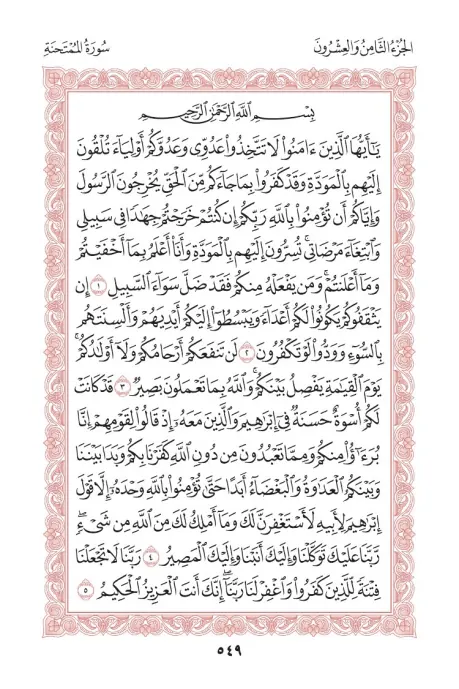 الجُزْءُ الثَّامِنُ وَالعِشْرُونَ
سُورَةُ المُمْتَحنَةِ
بِسْمِ ٱللَّهِ ٱلرَّحْمَٰنِ ٱلرَّحِيمِ
يَٰٓأَيُّهَا ٱلَّذِينَ ءَامَنُوا۟ لَا تَتَّخِذُوا۟ عَدُوِّى وَعَدُوَّكُمْ أَوْلِيَآءَ تُلْقُونَ
إِلَيْهِم بِٱلْمَوَدَّةِ وَقَدْ كَفَرُوا۟ بِمَا جَآءَكُم مِّنَ ٱلْحَقِّ يُخْرِجُونَ ٱلرَّسُولَ
وَإِيَّاكُمْ أَن تُؤْمِنُوا۟ بِٱللَّهِ رَبِّكُمْ إِن كُنتُمْ خَرَجْتُمْ جِهَٰدًا فِى سَبِيلِى
وَٱبْتِغَآءَ مَرْضَاتِى ۚ تُسِرُّونَ إِلَيْهِم بِٱلْمَوَدَّةِ وَأَنَا۠ أَعْلَمُ بِمَآ أَخْفَيْتُمْ
وَمَآ أَعْلَنتُمْ ۚ وَمَن يَفْعَلْهُ مِنكُمْ فَقَدْ ضَلَّ سَوَآءَ ٱلسَّبِيلِ ١ إِن
يَثْقَفُوكُمْ يَكُونُوا۟ لَكُمْ أَعْدَآءً وَيَبْسُطُوٓا۟ إِلَيْكُمْ أَيْدِيَهُمْ وَأَلْسِنَتَهُم
بِٱلسُّوٓءِ وَوَدُّوا۟ لَوْ تَكْفُرُونَ ٢ لَن تَنفَعَكُمْ أَرْحَامُكُمْ وَلَآ أَوْلَٰدُكُمْ ۚ
يَوْمَ ٱلْقِيَٰمَةِ يَفْصِلُ بَيْنَكُمْ ۚ وَٱللَّهُ بِمَا تَعْمَلُونَ بَصِيرٌ ٣ قَدْ كَانَتْ
لَكُمْ أُسْوَةٌ حَسَنَةٌ فِىٓ إِبْرَٰهِيمَ وَٱلَّذِينَ مَعَهُۥٓ إِذْ قَالُوا۟ لِقَوْمِهِمْ إِنَّا
بُرَءَٰٓؤُا۟ مِنكُمْ وَمِمَّا تَعْبُدُونَ مِن دُونِ ٱللَّهِ كَفَرْنَا بِكُمْ وَبَدَا بَيْنَنَا
وَبَيْنَكُمُ ٱلْعَدَٰوَةُ وَٱلْبَغْضَآءُ أَبَدًا حَتَّىٰ تُؤْمِنُوا۟ بِٱللَّهِ وَحْدَهُۥٓ إِلَّا قَوْلَ
إِبْرَٰهِيمَ لِأَبِيهِ لَأَسْتَغْفِرَنَّ لَكَ وَمَآ أَمْلِكُ لَكَ مِنَ ٱللَّهِ مِن شَىْءٍ ۖ
رَّبَّنَا عَلَيْكَ تَوَكَّلْنَا وَإِلَيْكَ أَنَبْنَا وَإِلَيْكَ ٱلْمَصِيرُ ٤ رَبَّنَا لَا تَجْعَلْنَا
فِتْنَةً لِّلَّذِينَ كَفَرُوا۟ وَٱغْفِرْ لَنَا رَبَّنَآ ۖ إِنَّكَ أَنتَ ٱلْعَزِيزُ ٱلْحَكِيمُ ٥
٥٤٩